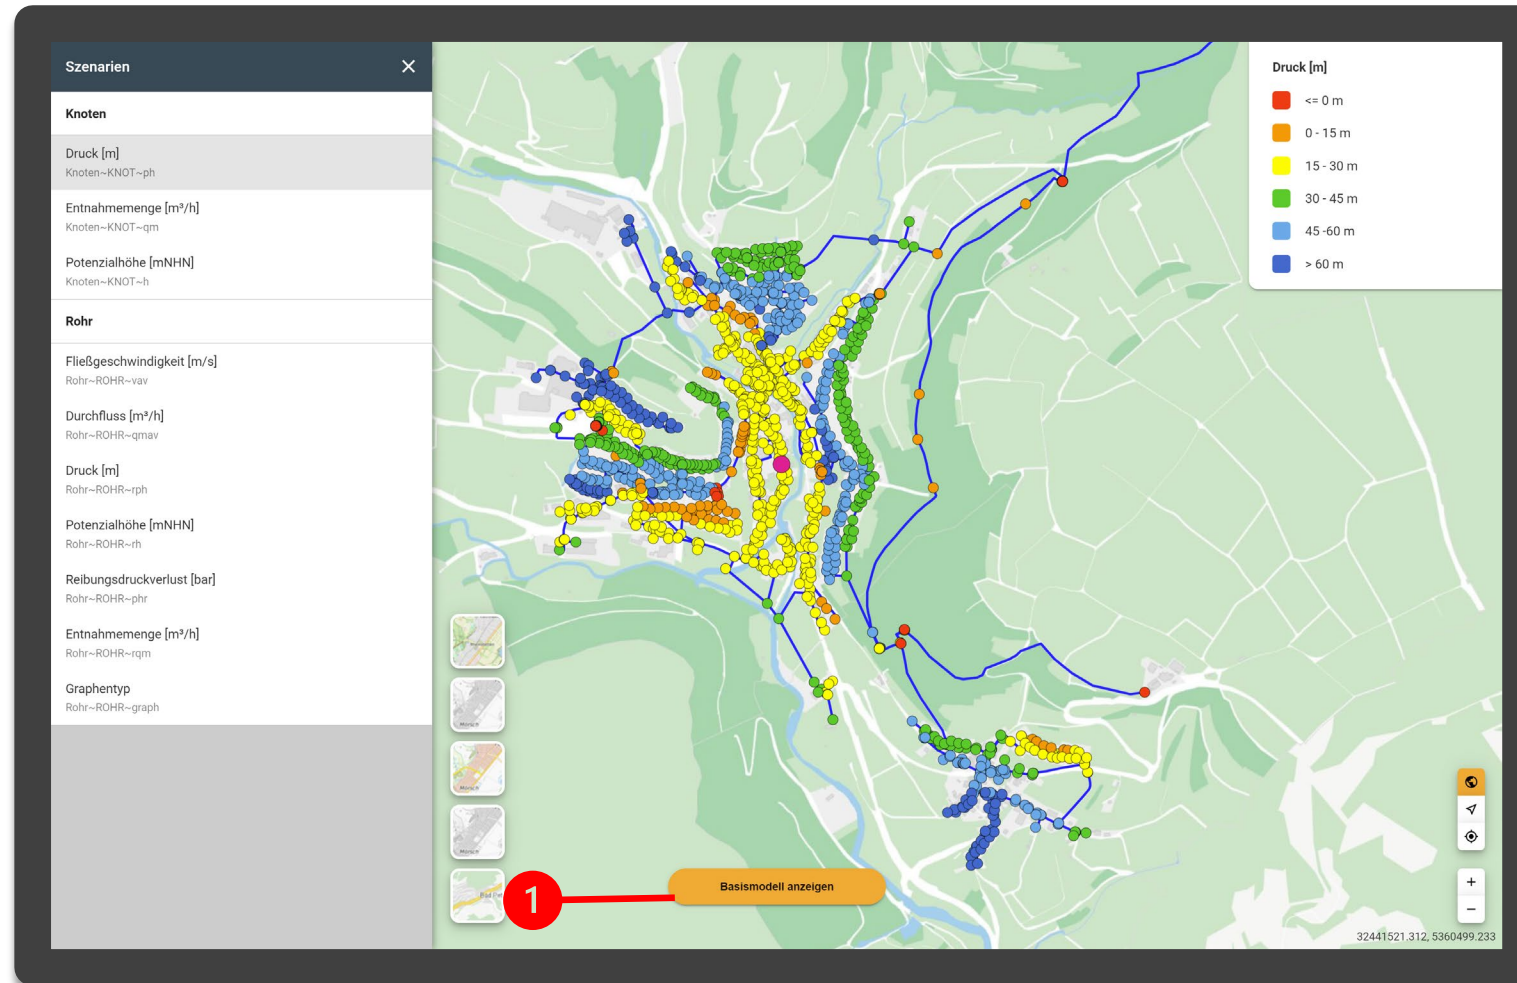 Szenarien
Knoten
Druck [m]
Knoten~KNOT~ph
Entnahmemenge [m³/h]
Knoten~KNOT~qm
Potenzialhöhe [mNHN]
Knoten~KNOT~h
Rohr
Fließgeschwindigkeit [m/s]
Rohr~ROHR~vav
Durchfluss [m³/h]
Rohr~ROHR~qmav
Druck [m]
Rohr~ROHR~rph
Potenzialhöhe [mNHN]
Rohr~ROHR~rh
Reibungsdruckverlust [bar]
Rohr~ROHR~phr
Entnahmemenge [m³/h]
Rohr~ROHR~rqm
Graphentyp
Rohr~ROHR~graph
Druck [m]
<= 0 m
0 - 15 m
15 - 30 m
30 - 45 m
45 -60 m
> 60 m
Mörsch
Mörsch
Mörsch
1
Basismodell anzeigen
+
−
32441521.312, 5360499.233